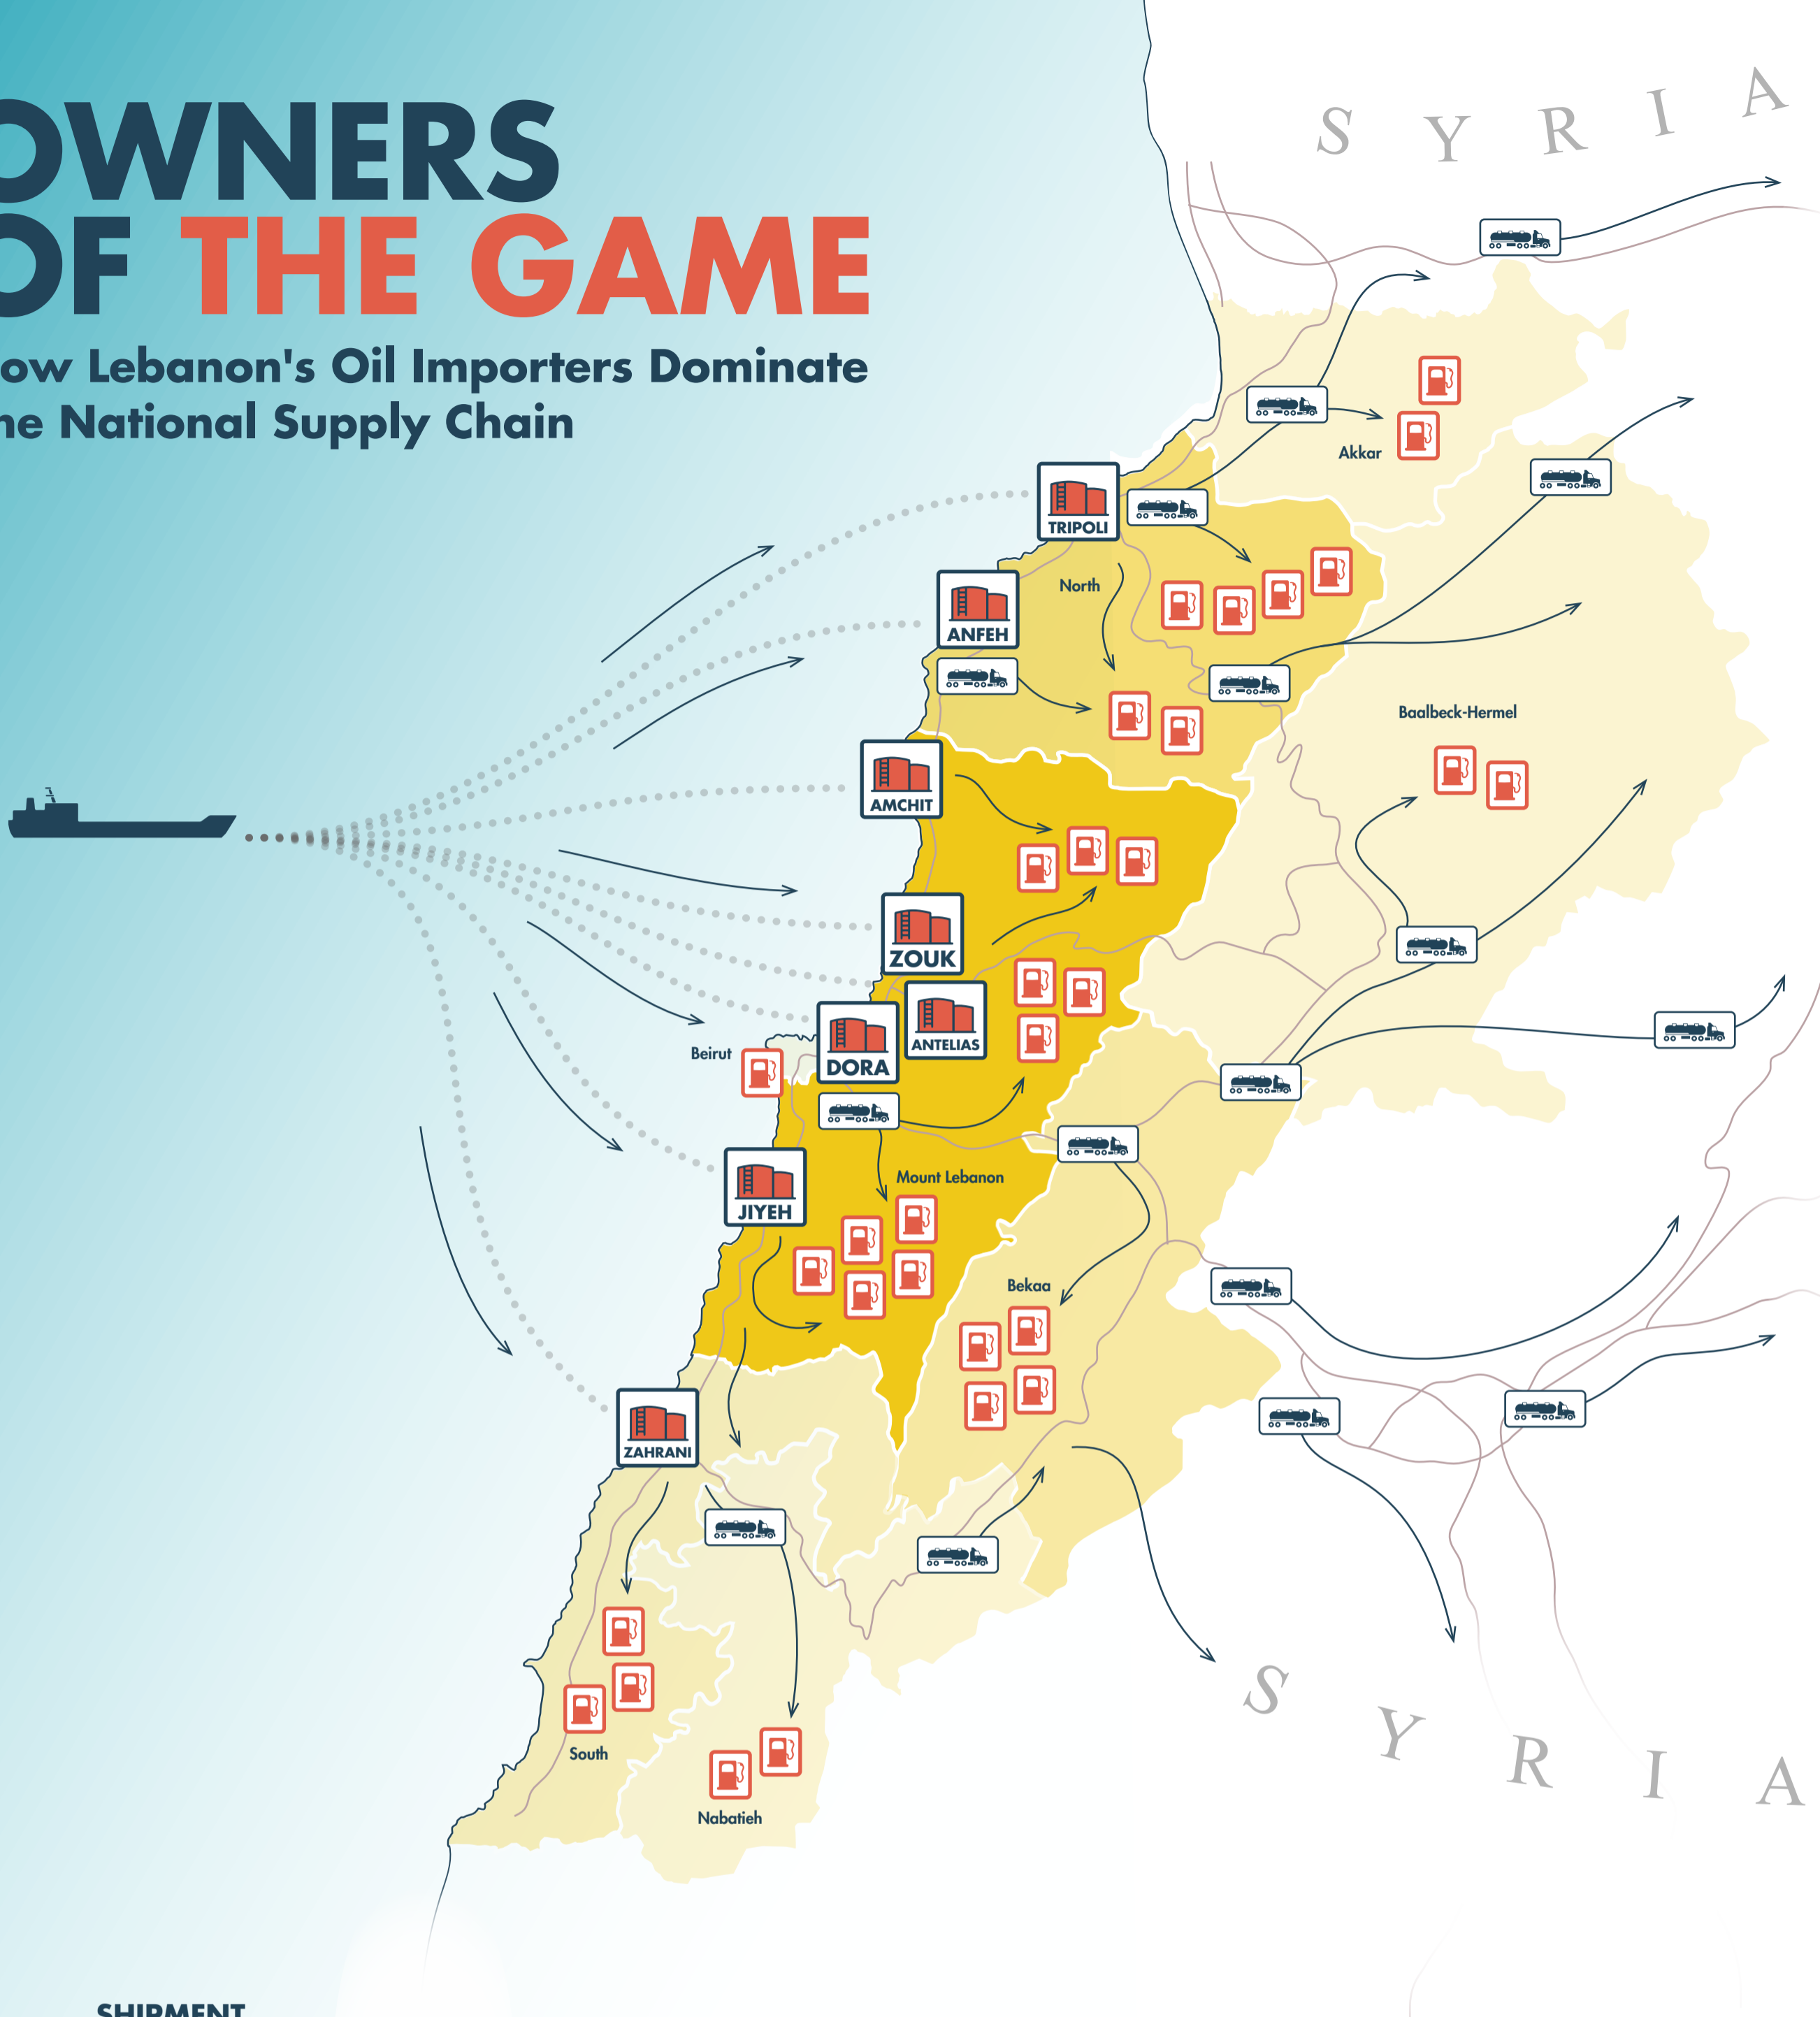 OWNERS
OF THE GAME
ow Lebanon's Oil Importers Dominate
he National Supply Chain
SYRIA
Akkar
TRIPOLI
North
ANFEH
Baalbeck-Hermel
AMCHIT
ZOUK
ANTELIAS
DORA
Beirut
Mount Lebanon
JIYEH
Bekaa
ZAHRANI
SYRIA
South
Nabatieh
SHIPMENT